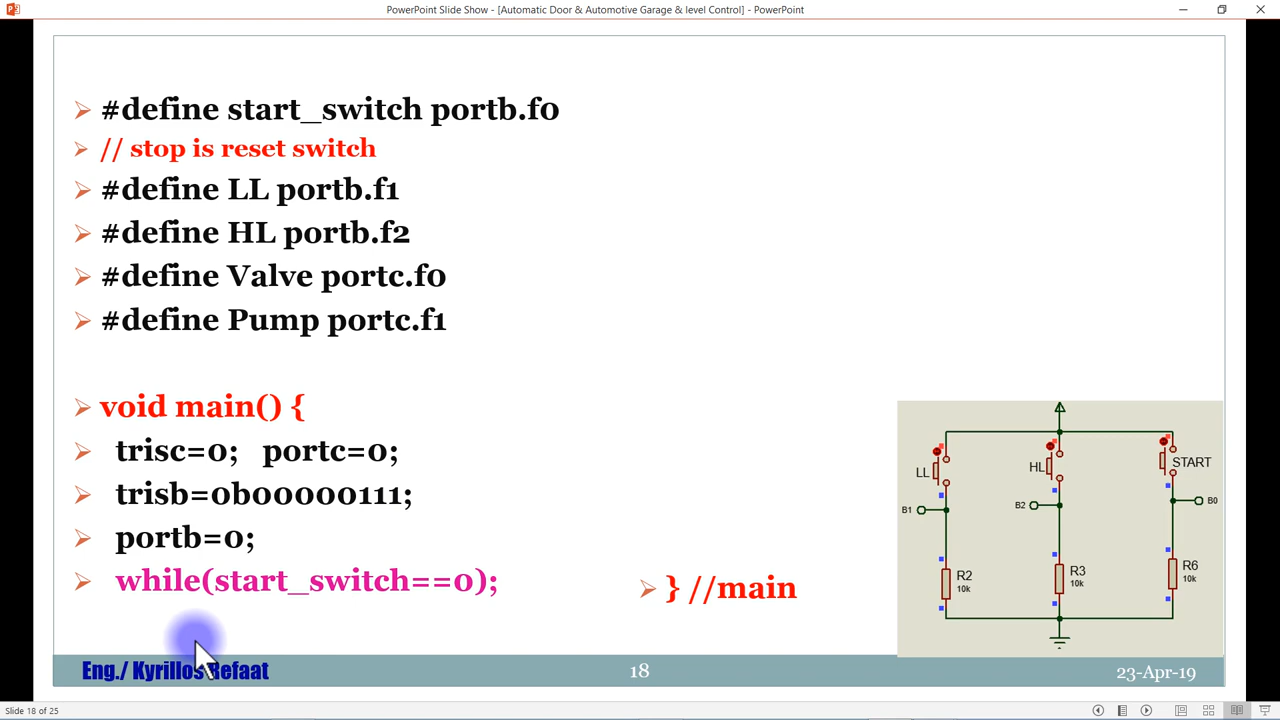 PowerPoint Slide Show - [Automatic Door & Automotive Garage & level Control] - PowerPoint
#define start_switch portb.f0
// stop is reset switch
#define LL portb.f1
#define HL portb.f2
#define Valve portc.f0
#define Pump portc.f1
void main() {
trisc=0; portc=0;
trisb=0b00000111;
portb=0;
while(start_switch==0);
} //main
LL
HL
START
B1
B2
B0
R2
10k
R3
10k
R6
10k
Eng./ Kyrillos Refaat
18
23-Apr-19
Slide 18 of 25